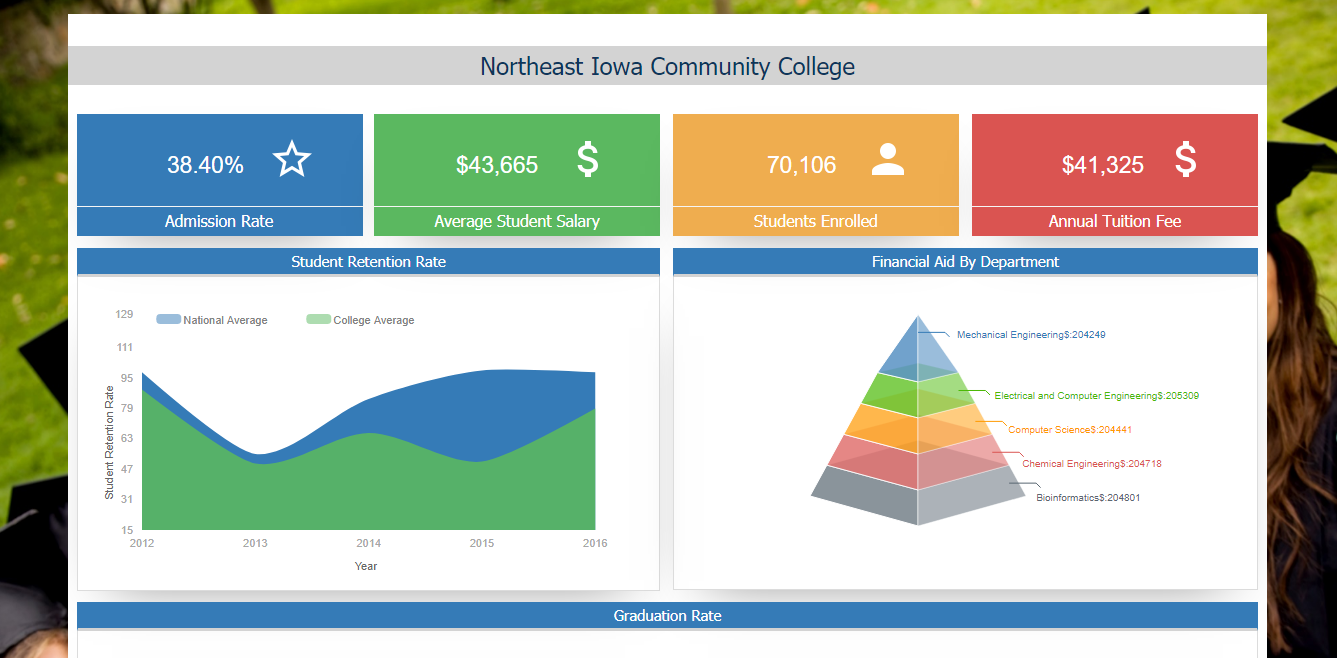 Northeast Iowa Community College
38.40%
Admission Rate
$43,665
Average Student Salary
70,106
Students Enrolled
$41,325
Annual Tuition Fee
Student Retention Rate
National Average
College Average
129
111
95
79
63
47
31
15
Student Retention Rate
2012 2013 2014 2015 2016
Year
Financial Aid By Department
Mechanical Engineering$:204249
Electrical and Computer Engineering$:205309
Computer Science$:204441
Chemical Engineering$:204718
Bioinformatics$:204801
Graduation Rate